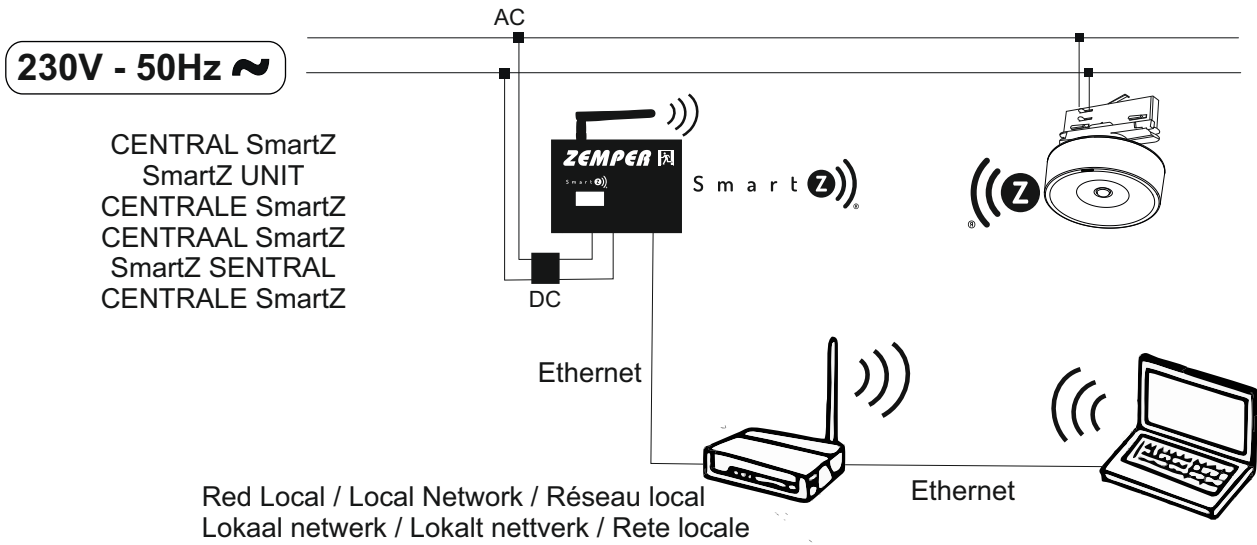 AC
230V - 50Hz ~
CENTRAL SmartZ
SmartZ UNIT
CENTRALE SmartZ
CENTRAAL SmartZ
SmartZ SENTRAL
CENTRALE SmartZ
ZEMPER
Smart Z
Smart Z ®
® Z
DC
Ethernet
Ethernet
Red Local / Local Network / Réseau local
Lokaal netwerk / Lokalt nettverk / Rete locale